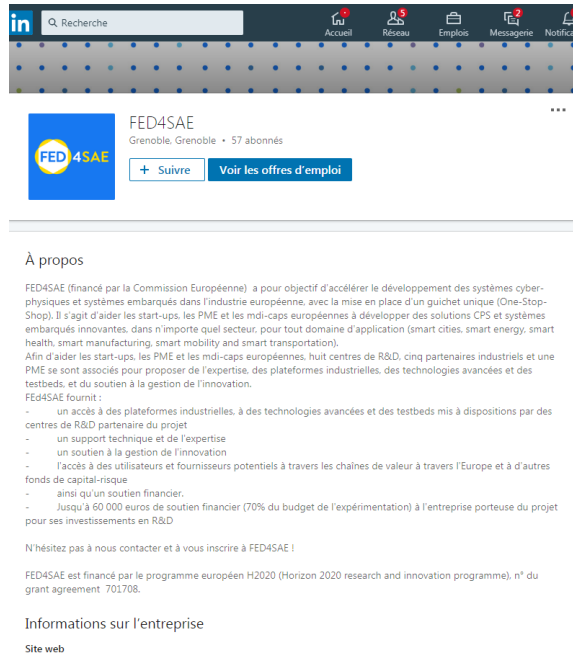 in
Recherche
Accueil
5
Réseau
Emplois
2
Messagerie
Notifica
FED4SAE
Grenoble, Grenoble • 57 abonnés
FED 4SAE
+ Suivre
Voir les offres d'emploi
À propos
FED4SAE (financé par la Commission Européenne) a pour objectif d'accélérer le développement des systèmes cyber-
physiques et systèmes embarqués dans l'industrie européenne, avec la mise en place d'un guichet unique (One-Stop-
Shop). Il s'agit d'aider les start-ups, les PME et les mdi-caps européennes à développer des solutions CPS et systèmes
embarqués innovantes, dans n'importe quel secteur, pour tout domaine d'application (smart cities, smart energy, smart
health, smart manufacturing, smart mobility and smart transportation).
Afin d'aider les start-ups, les PME et les mdi-caps européennes, huit centres de R&D, cinq partenaires industriels et une
PME se sont associés pour proposer de l'expertise, des plateformes industrielles, des technologies avancées et des
testbeds, et du soutien à la gestion de l'innovation.
FEd4SAE fournit :
- un accès à des plateformes industrielles, à des technologies avancées et des testbeds mis à dispositions par des
centres de R&D partenaire du projet
- un support technique et de l'expertise
- un soutien à la gestion de l'innovation
- l'accès à des utilisateurs et fournisseurs potentiels à travers les chaînes de valeur à travers l'Europe et à d'autres
fonds de capital-risque
- ainsi qu'un soutien financier.
- Jusqu'à 60 000 euros de soutien financier (70% du budget de l'expérimentation) à l'entreprise porteuse du projet
pour ses investissements en R&D
N'hésitez pas à nous contacter et à vous inscrire à FED4SAE !
FED4SAE est financé par le programme européen H2020 (Horizon 2020 research and innovation programme), n° du
grant agreement 701708.
Informations sur l'entreprise
Site web